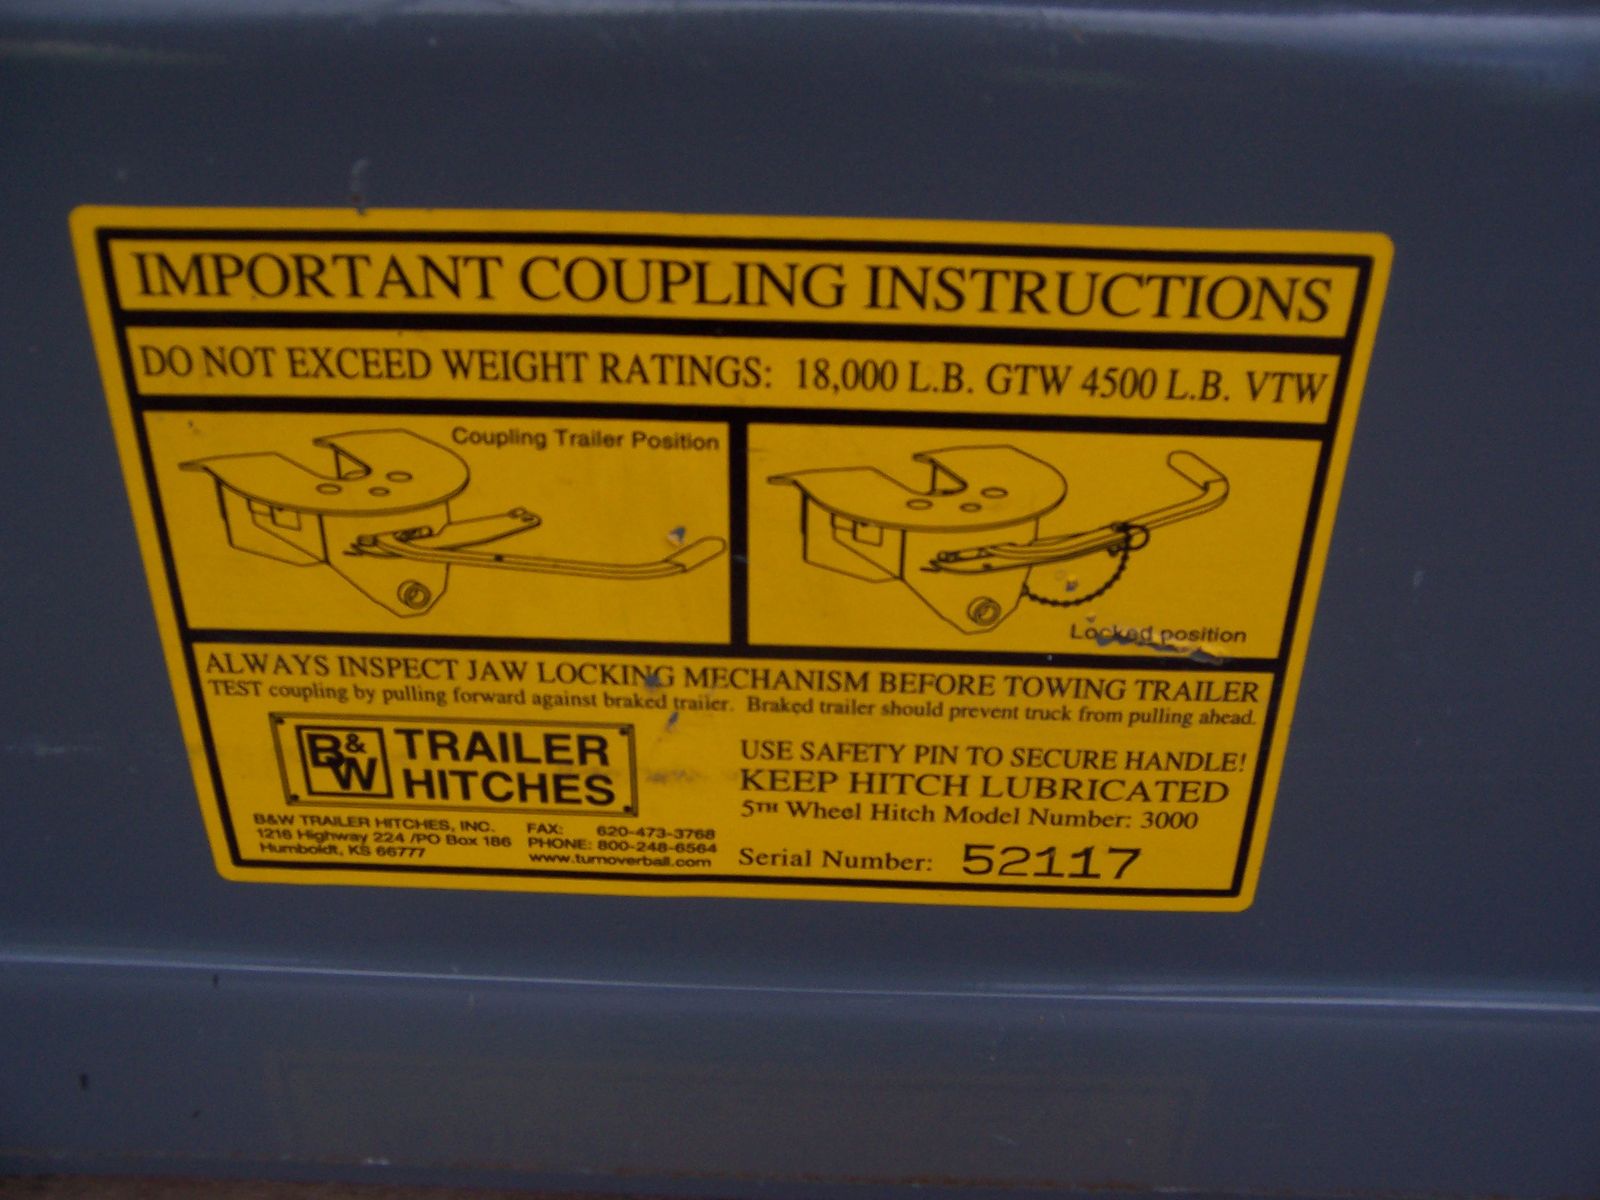 IMPORTANT COUPLING INSTRUCTIONS
DO NOT EXCEED WEIGHT RATINGS: 18,000 L.B. GTW 4500 L.B. VTW
Coupling Trailer Position
Locked position
ALWAYS INSPECT JAW LOCKING MECHANISM BEFORE TOWING TRAILER
TEST coupling by pulling forward against braked trailer. Braked trailer should prevent truck from pulling ahead.
B&W TRAILER
HITCHES
B&W TRAILER HITCHES, INC.
1216 Highway 224 /PO Box 186
Humboldt, KS 66777
FAX: 620-473-3768
PHONE: 800-248-6564
www.turnoverball.com
USE SAFETY PIN TO SECURE HANDLE!
KEEP HITCH LUBRICATED
5TH Wheel Hitch Model Number: 3000
Serial Number: 52117